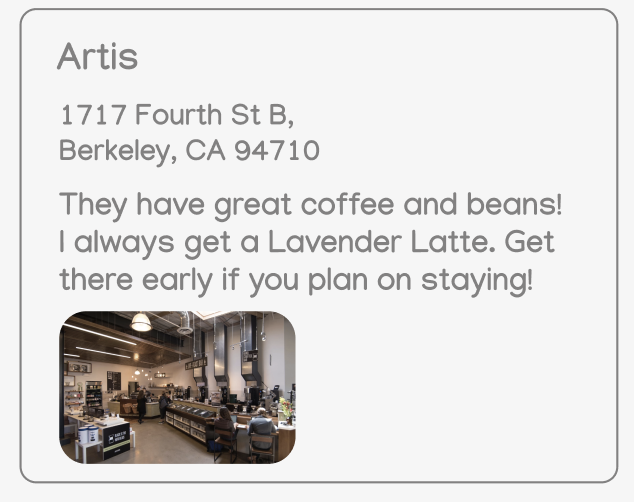 Artis
1717 Fourth St B,
Berkeley, CA 94710
They have great coffee and beans!
I always get a Lavender Latte. Get
there early if you plan on staying!